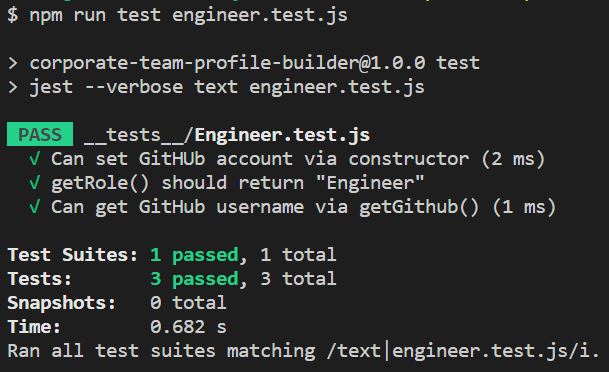 $ npm run test engineer.test.js
> corporate-team-profile-builder@1.0.0 test
> jest --verbose text engineer.test.js
PASS __tests__/Engineer.test.js
√ Can set GitHUb account via constructor (2 ms)
√ getRole() should return "Engineer"
√ Can get GitHub username via getGithub() (1 ms)
Test Suites: 1 passed, 1 total
Tests: 3 passed, 3 total
Snapshots: 0 total
Time: 0.682 s
Ran all test suites matching /text|engineer.test.js/i.